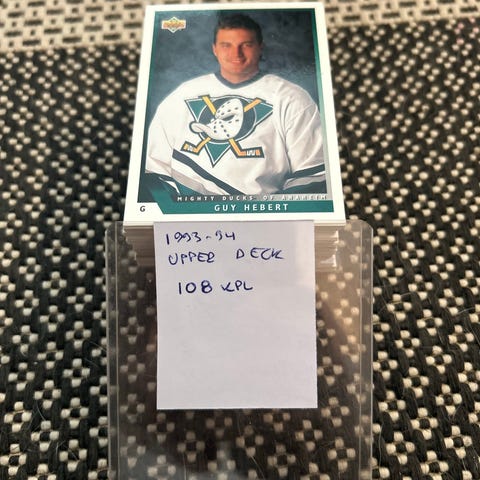 MIGHTY DUCKS OF ANAHEIM
G
GUY HEBERT
1993-94
UPPER DECK
108 KPL